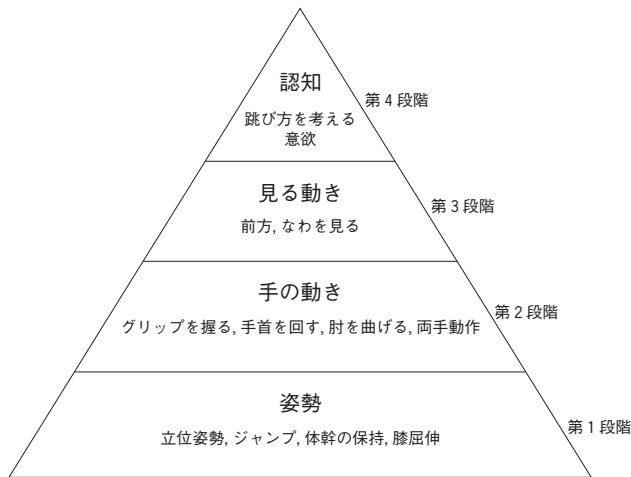 認知
第4段階
跳び方を考える
意欲
見る動き
第3段階
前方, なわを見る
手の動き
第2段階
グリップを握る, 手首を回す, 肘を曲げる, 両手動作
姿勢
第1段階
立位姿勢, ジャンプ, 体幹の保持, 膝屈伸